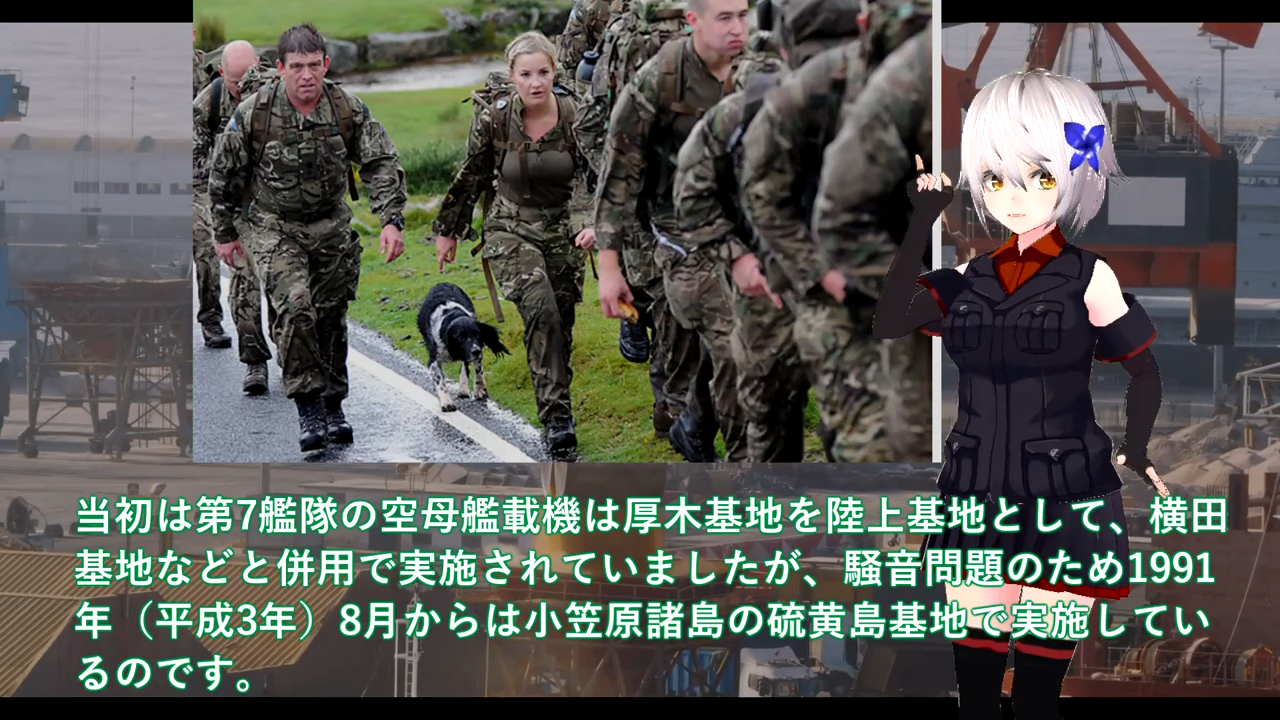 当初は第7艦隊の空母艦載機は厚木基地を陸上基地として、横田
基地などと併用で実施されていましたが、騒音問題のため1991
年（平成3年）8月からは小笠原諸島の硫黄島基地で実施してい
るのです。